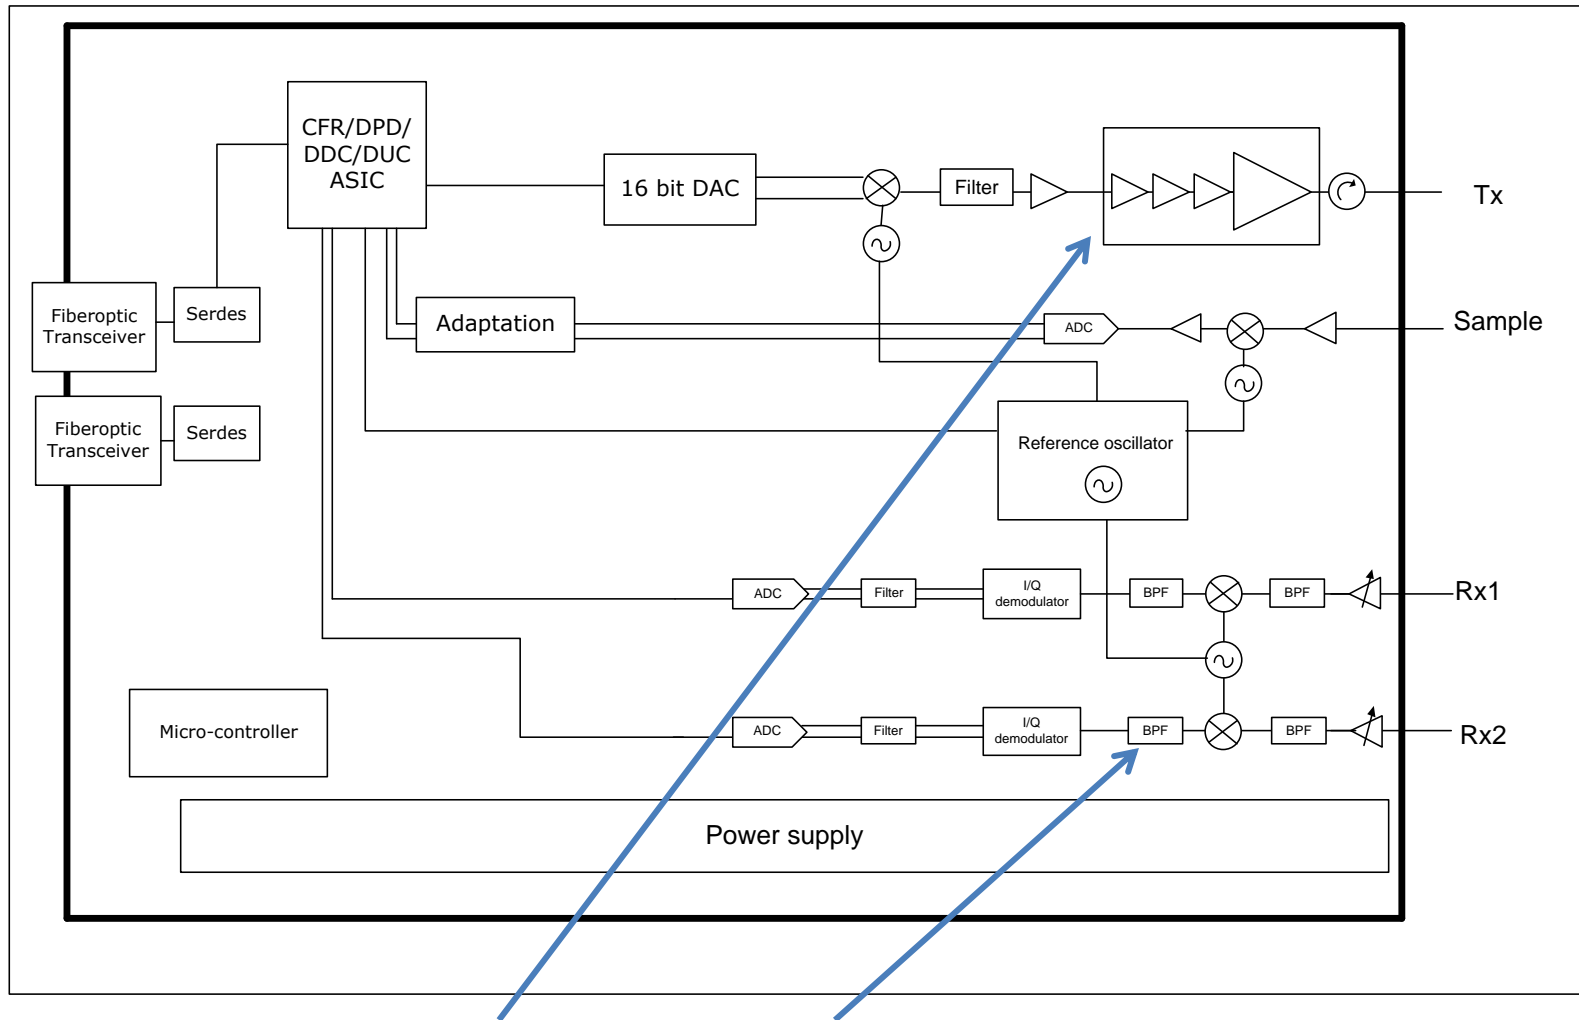 CFR/DPD/
DDC/DUC
ASIC
16 bit DAC
Filter
Tx
Fiberoptic
Transceiver
Serdes
Adaptation
ADC
Sample
Fiberoptic
Transceiver
Serdes
Reference oscillator
ADC
Filter
I/Q
demodulator
BPF
BPF
Rx1
Micro-controller
ADC
Filter
I/Q
demodulator
BPF
BPF
Rx2
Power supply